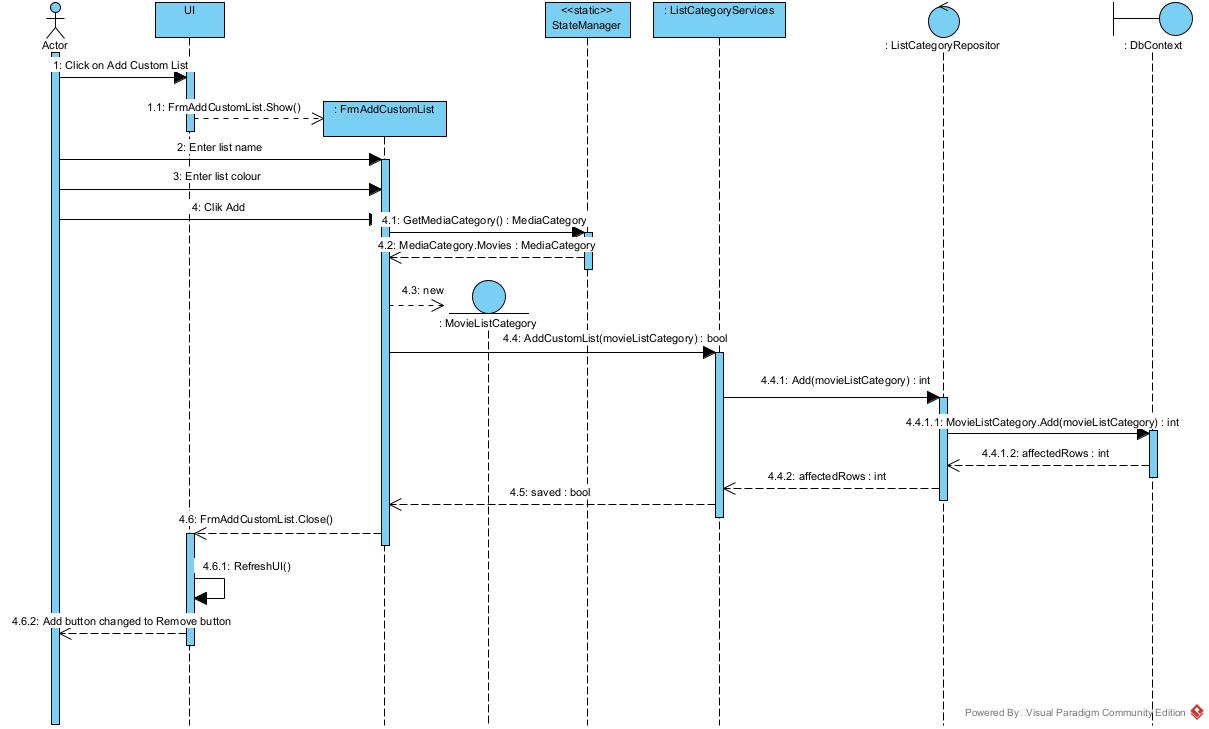 UI
<<static>>
StateManager
: ListCategoryServices
Actor
: ListCategoryRepositor
: DbContext
1: Click on Add Custom List
1.1: FrmAddCustomList.Show()
: FrmAddCustomList
2: Enter list name
3: Enter list colour
4: Clik Add
4.1: GetMediaCategory() : MediaCategory
4.2: MediaCategory.Movies : MediaCategory
4.3: new
: MovieListCategory
4.4: AddCustomList(movieListCategory) : bool
4.4.1: Add(movieListCategory) : int
4.4.1.1: MovieListCategory.Add(movieListCategory) : int
4.4.1.2: affectedRows : int
4.4.2: affectedRows : int
4.5: saved : bool
4.6: FrmAddCustomList.Close()
4.6.1: RefreshUI()
4.6.2: Add button changed to Remove button
Powered By Visual Paradigm Community Edition